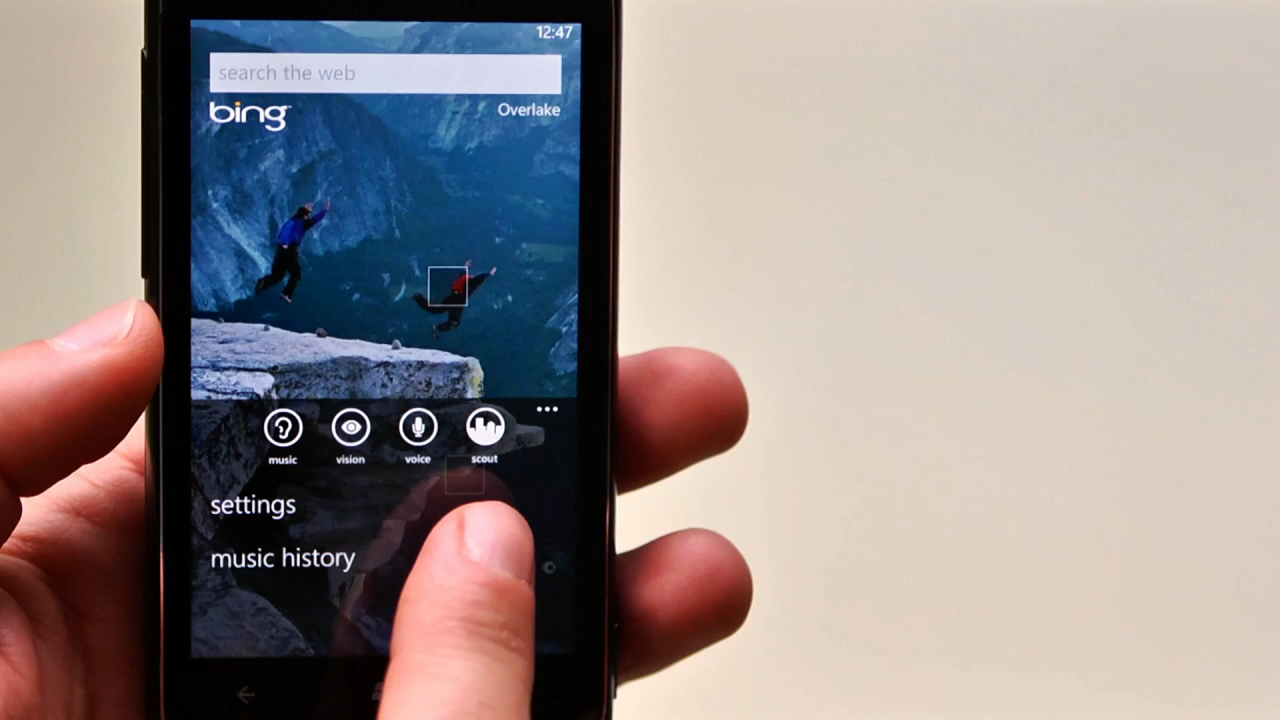 12:47
search the web
bing
Overlake
music vision voice scout
settings
music history
©